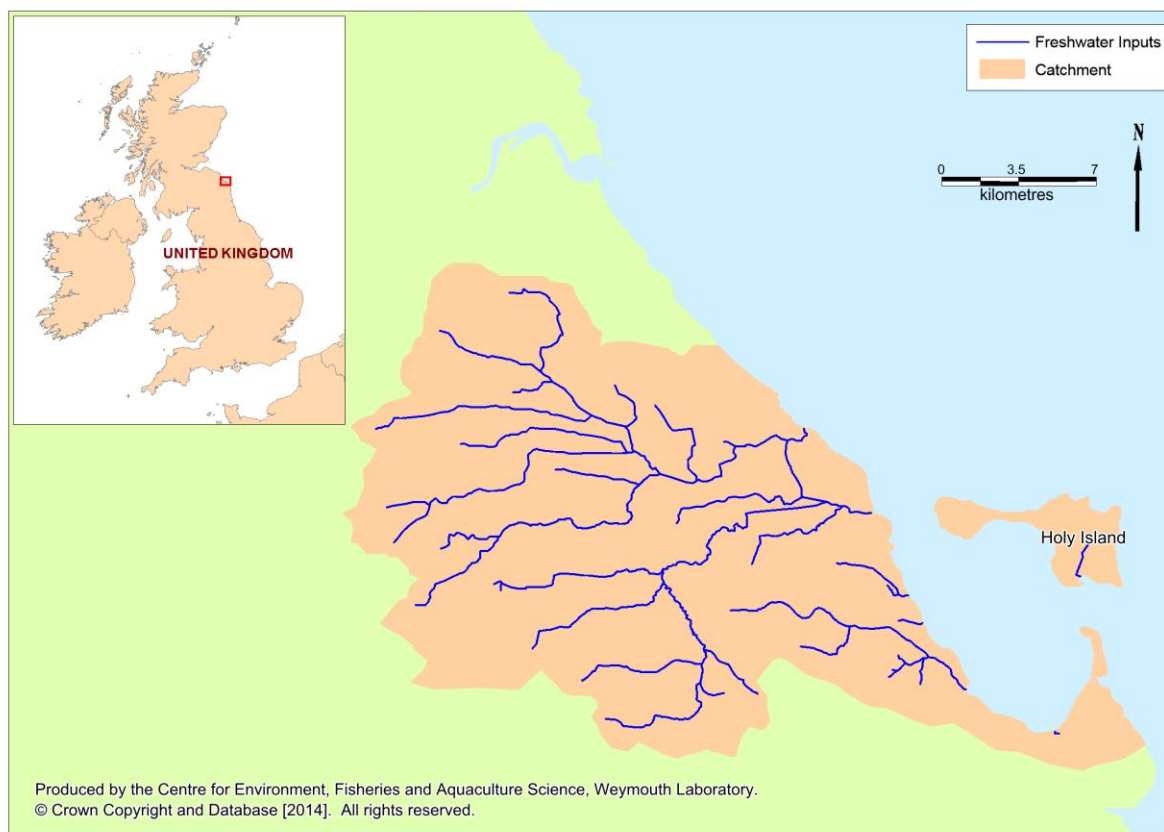 UNITED KINGDOM
Freshwater Inputs
Catchment
N
0 3.5 7
kilometres
Holy Island
Produced by the Centre for Environment, Fisheries and Aquaculture Science, Weymouth Laboratory.
© Crown Copyright and Database [2014]. All rights reserved.